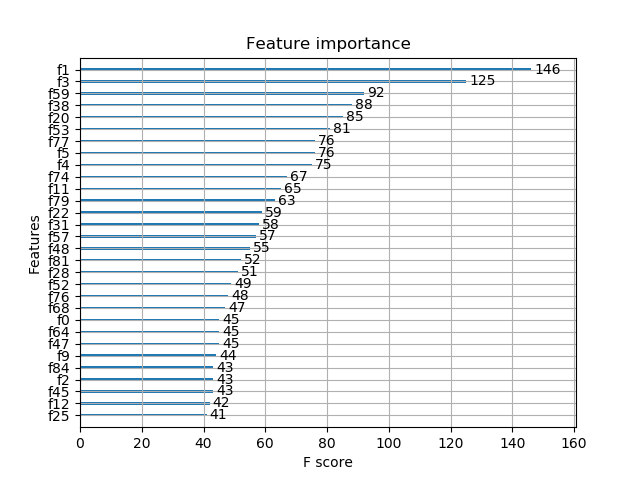 Feature importance
f1 146
f3 125
f59 92
f38 88
f20 85
f53 81
f77 76
f5 76
f4 75
f74 67
f11 65
f79 63
f22 59
f31 58
f57 57
f48 55
f81 52
f28 51
f52 49
f76 48
f68 47
f0 45
f64 45
f47 45
f9 44
f84 43
f2 43
f45 43
f12 42
f25 41
Features
0 20 40 60 80 100 120 140 160
F score